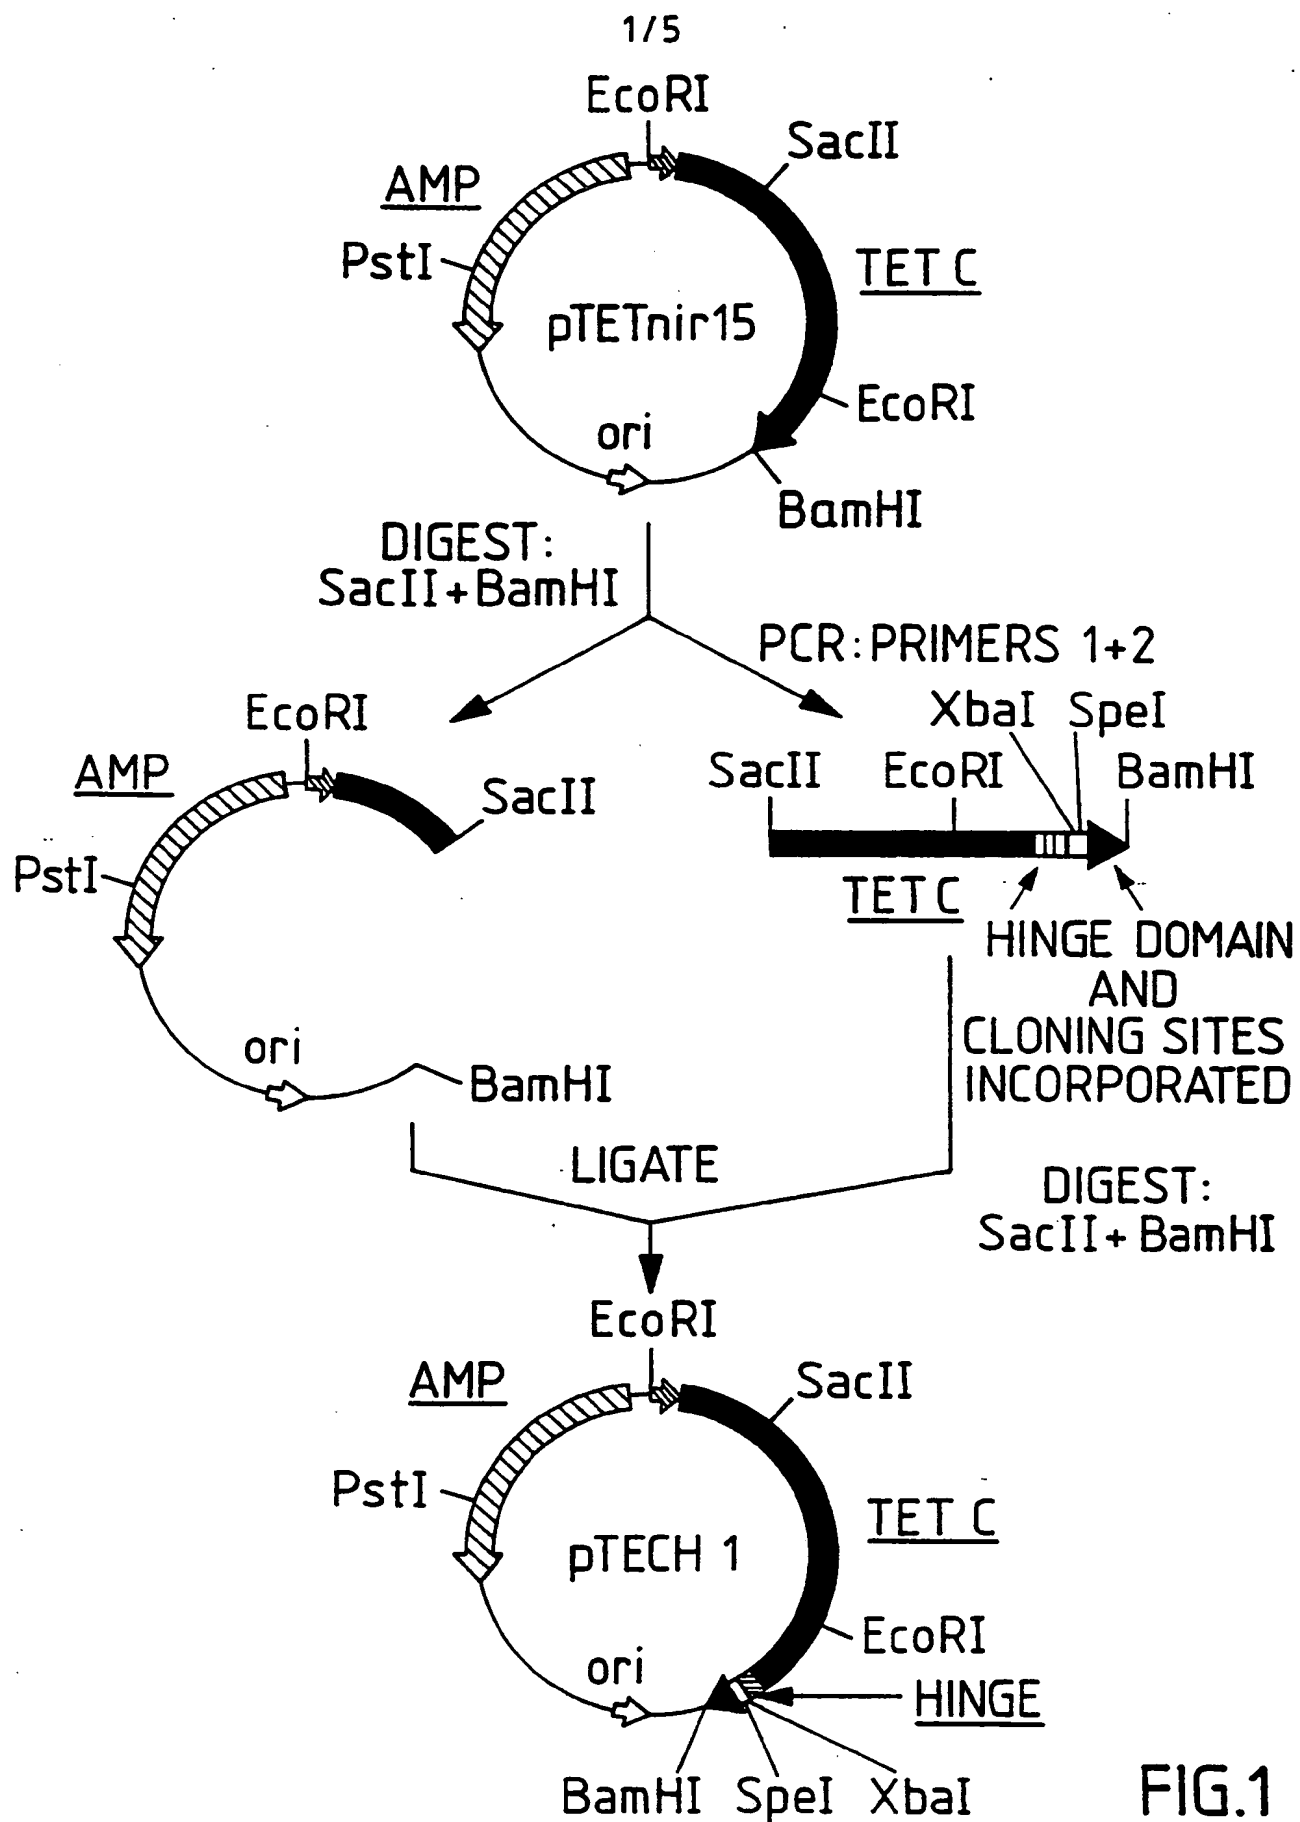 1/5
EcoRI
SacII
AMP
PstI
TET C
pTETnir15
EcoRI
ori
BamHI
DIGEST:
SacII+BamHI
PCR:PRIMERS 1+2
EcoRI
XbaI SpeI
AMP
SacII EcoRI BamHI
SacII
PstI
TET C
HINGE DOMAIN
AND
CLONING SITES
INCORPORATED
ori
BamHI
LIGATE
DIGEST:
SacII+BamHI
EcoRI
AMP
SacII
PstI
TET C
pTECH 1
EcoRI
ori
HINGE
BamHI SpeI XbaI
FIG.1